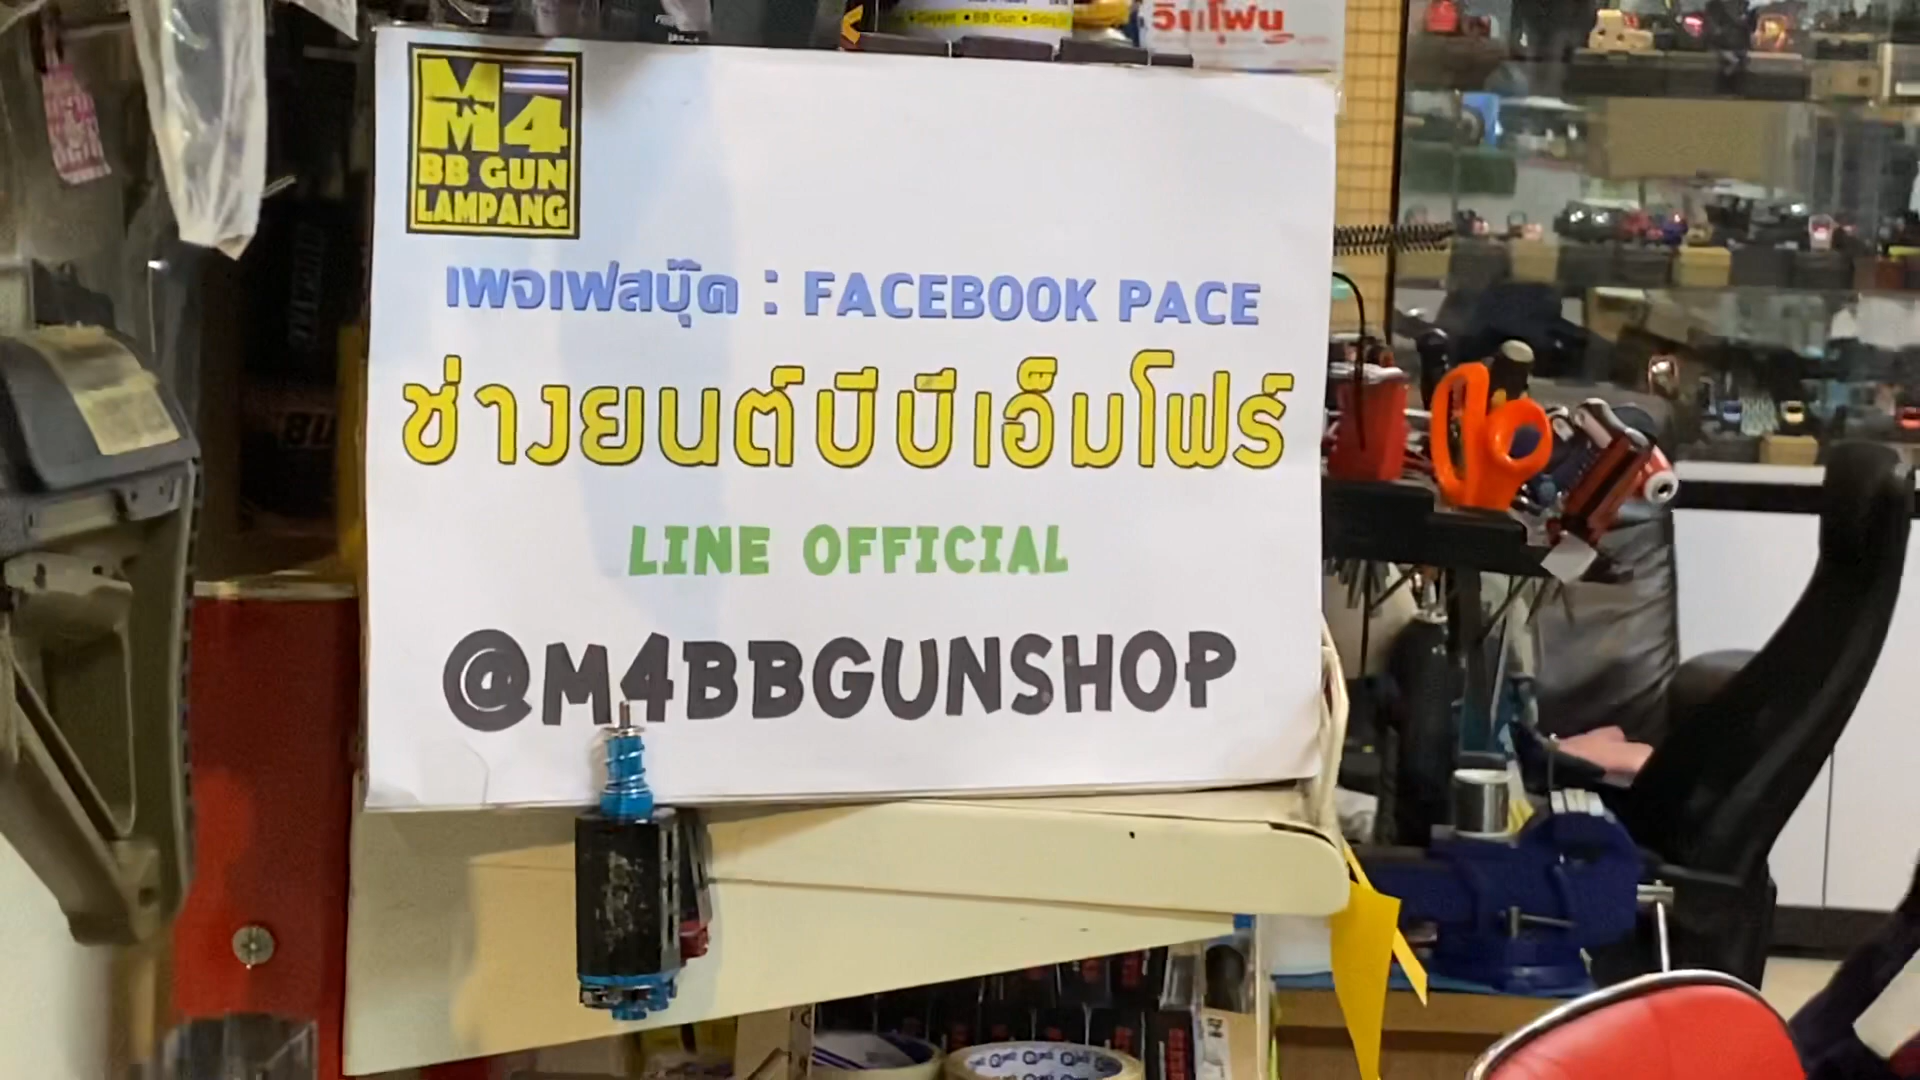 วินโฟน
M
M4
BB GUN
LAMPANG
เพจเฟสบุ๊ค : FACEBOOK PACE
ช่างยนต์บีบีเอ็มโฟร์
LINE OFFICIAL
@M4BBGUNSHOP